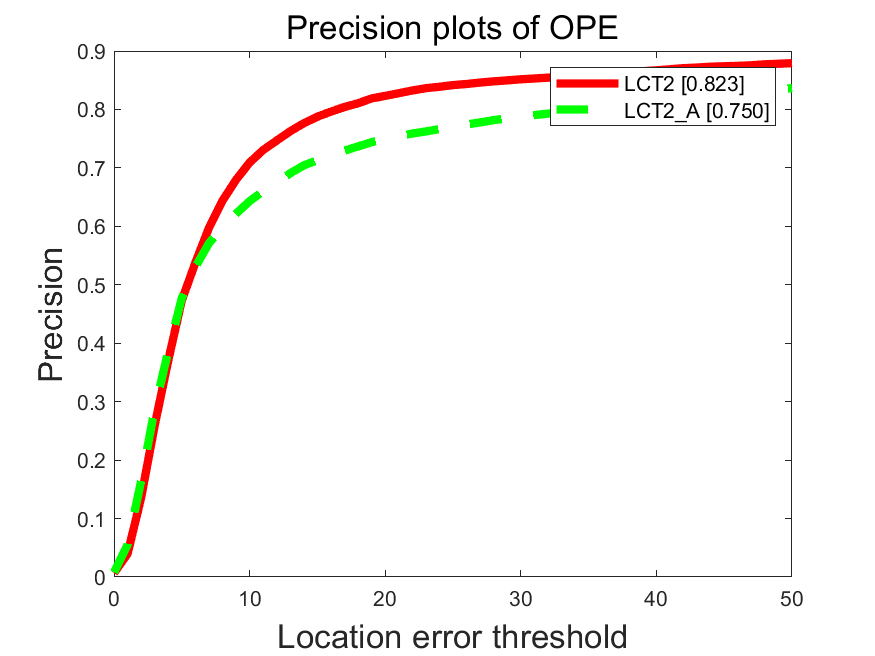 Precision plots of OPE
0.9
0.8
0.7
0.6
0.5
0.4
0.3
0.2
0.1
0
Precision
LCT2 [0.823]
LCT2_A [0.750]
0 10 20 30 40 50
Location error threshold